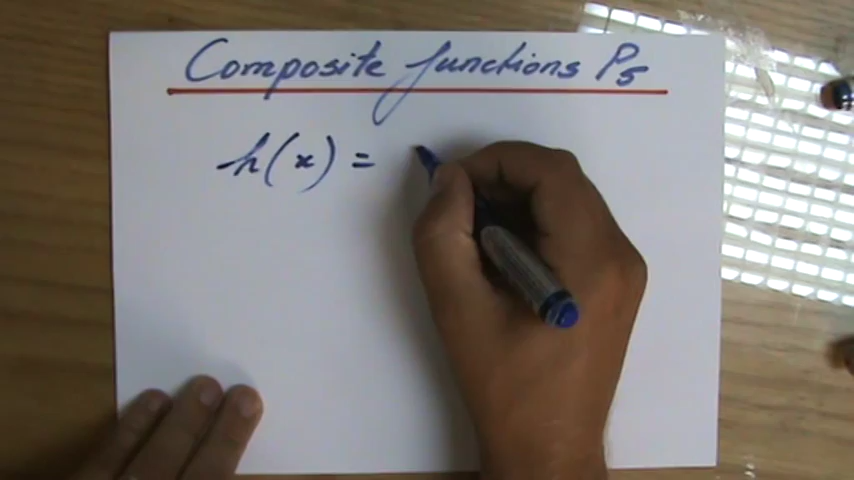 Composite functions P5
h(x) =